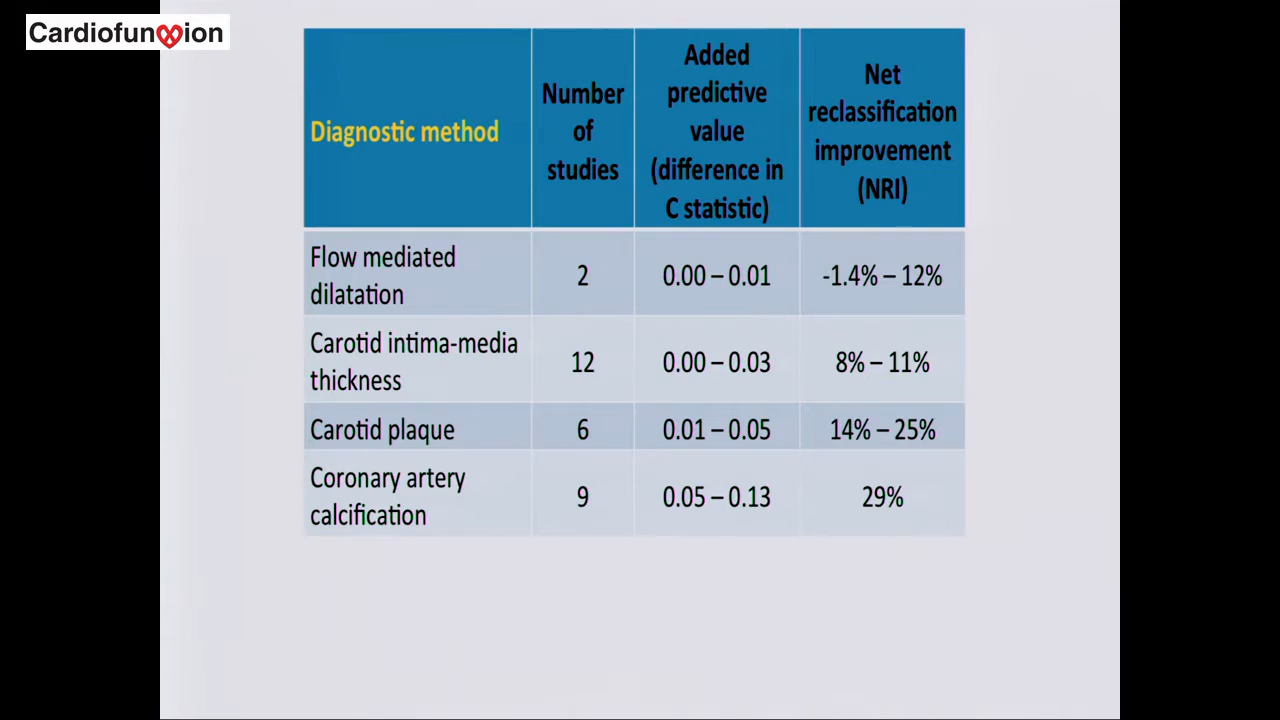 Cardiofunxion
Diagnostic method
Number
of
studies
Added
predictive
value
(difference in
C statistic)
Net
reclassification
improvement
(NRI)
Flow mediated
dilatation
2
0.00 – 0.01
-1.4% – 12%
Carotid intima-media
thickness
12
0.00 – 0.03
8% – 11%
Carotid plaque
6
0.01 – 0.05
14% – 25%
Coronary artery
calcification
9
0.05 – 0.13
29%